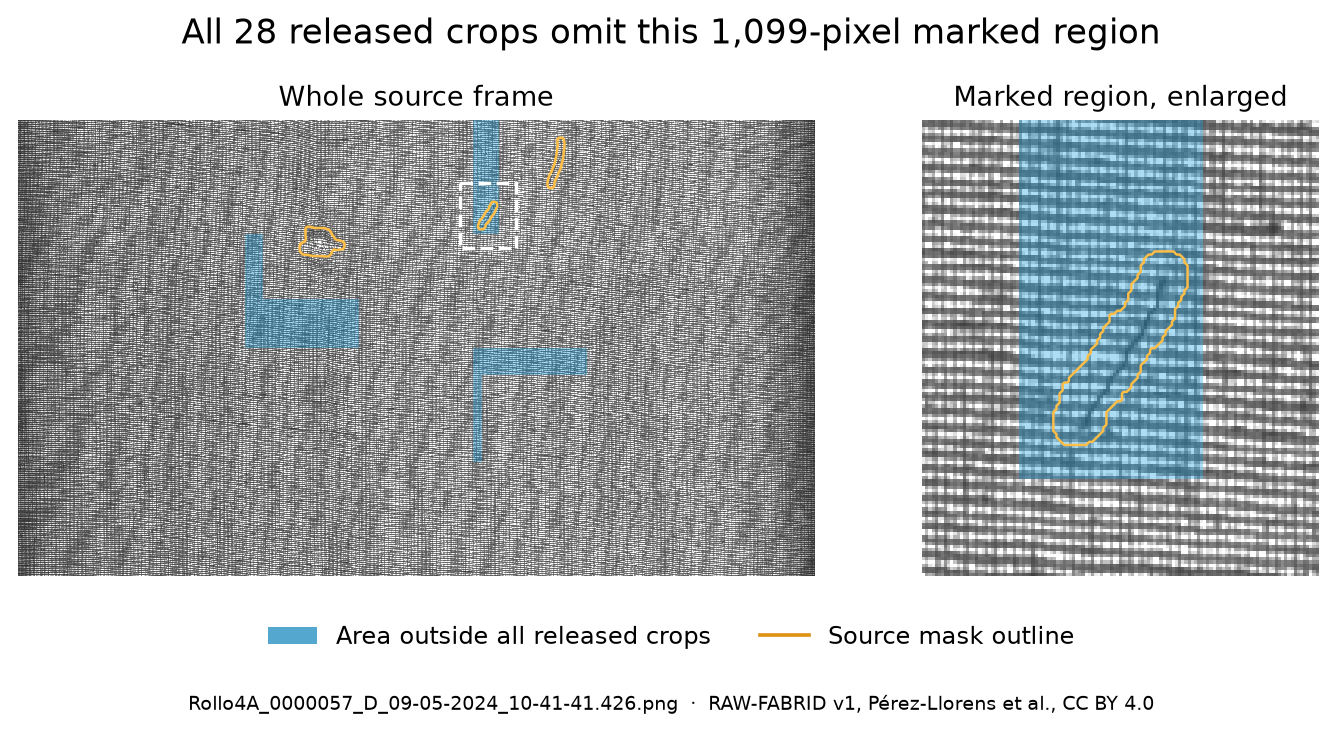 All 28 released crops omit this 1,099-pixel marked region
Whole source frame
Marked region, enlarged
Area outside all released crops
Source mask outline
Rollo4A_0000057_D_09-05-2024_10-41-41.426.png · RAW-FABRID v1, Pérez-Llorens et al., CC BY 4.0